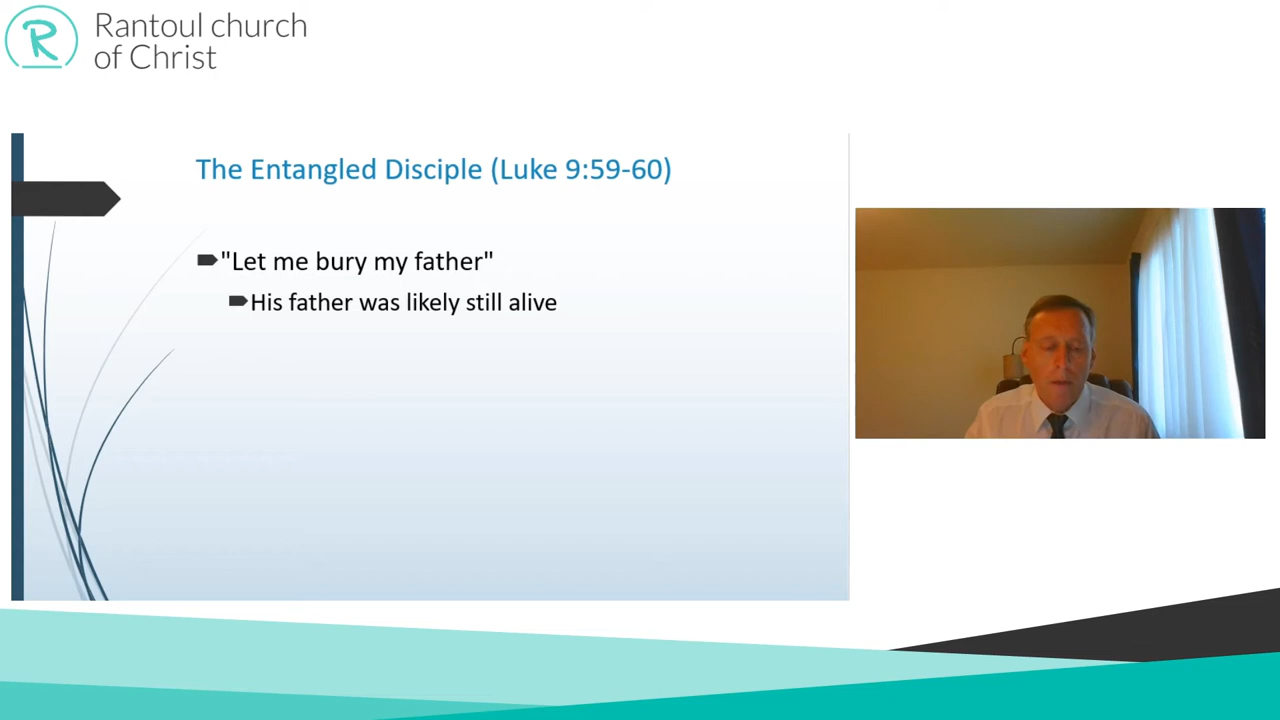 Rantoul church
of Christ
The Entangled Disciple (Luke 9:59-60)
"Let me bury my father"
His father was likely still alive